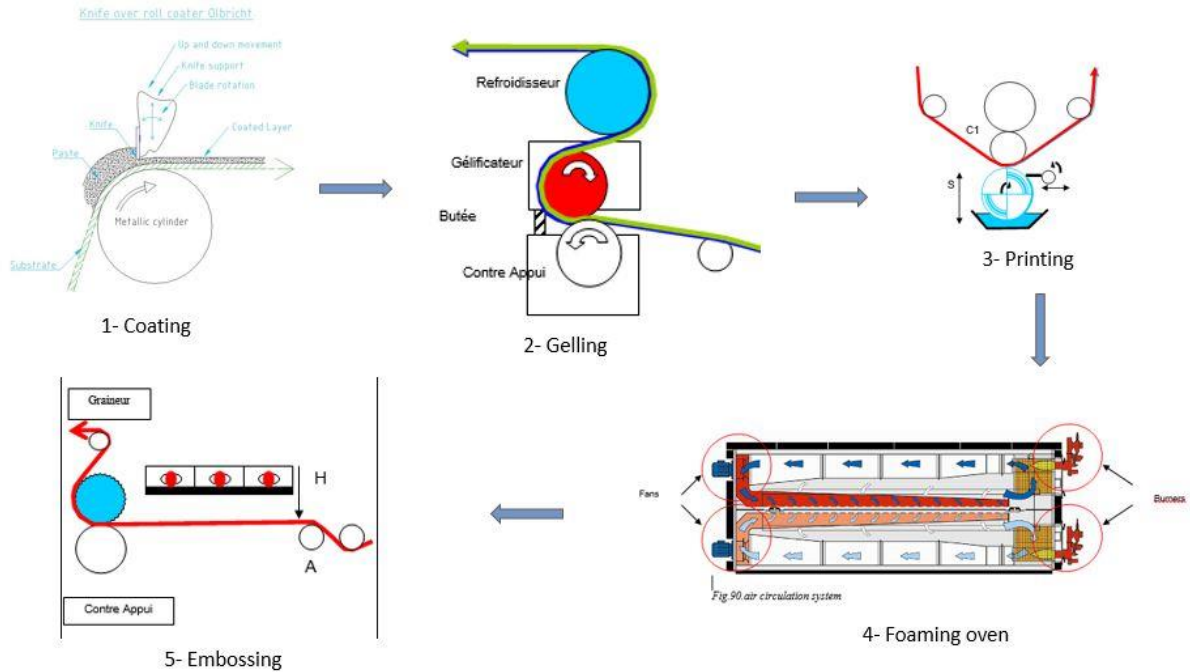 Knife over roll coater Olbricht
Up and down movement
Knife support
Blade rotation
Knife
Coated Layer
Paste
Metallic cylinder
Substrate
1- Coating
Refroidisseur
Gélificateur
Butée
Contre Appui
2- Gelling
C1
S
3- Printing
Fans
Burners
Fig.90.air circulation system
4- Foaming oven
Graineur
H
A
Contre Appui
5- Embossing